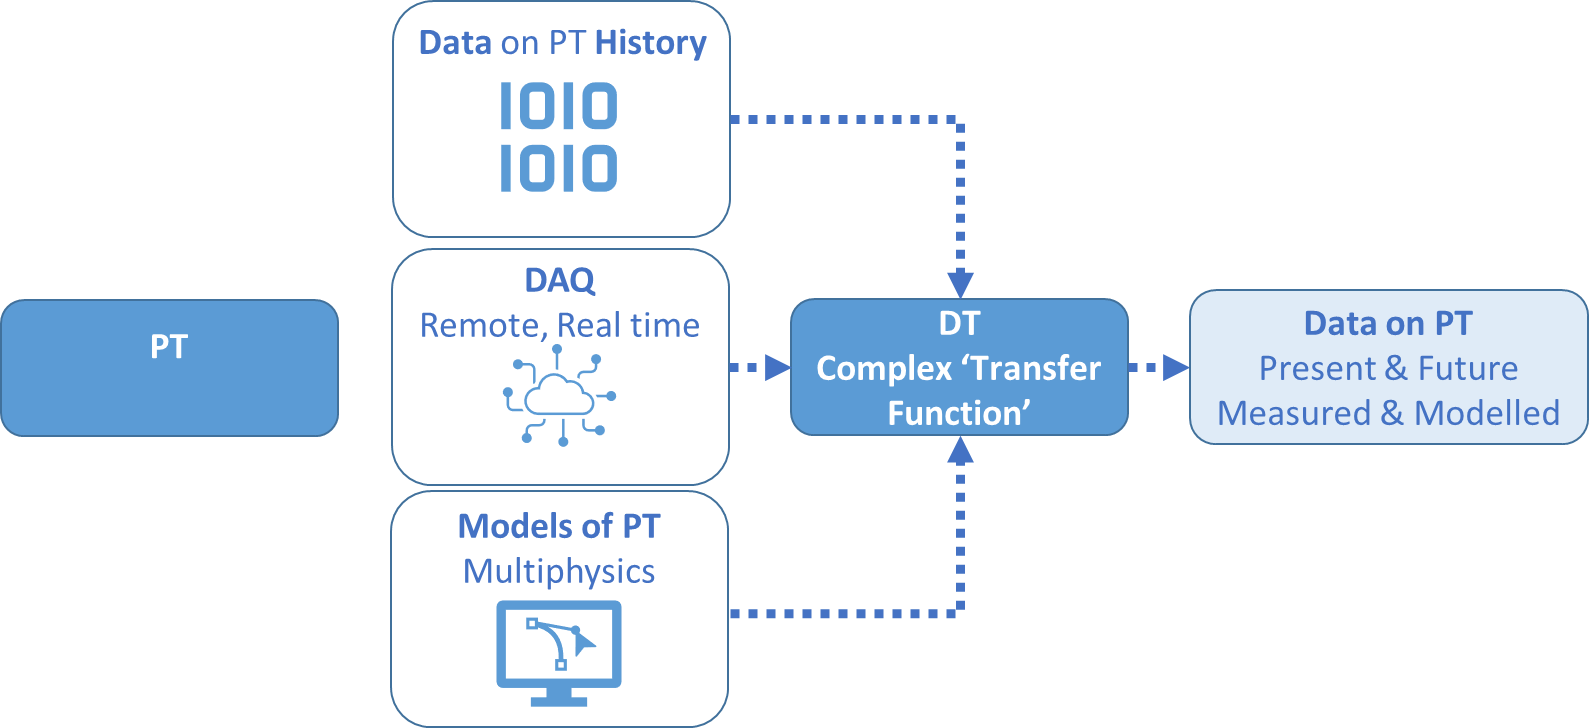 PT
Data on PT History
1010
1010
DAQ
Remote, Real time
Models of PT
Multiphysics
DT
Complex ‘Transfer
Function’
Data on PT
Present & Future
Measured & Modelled